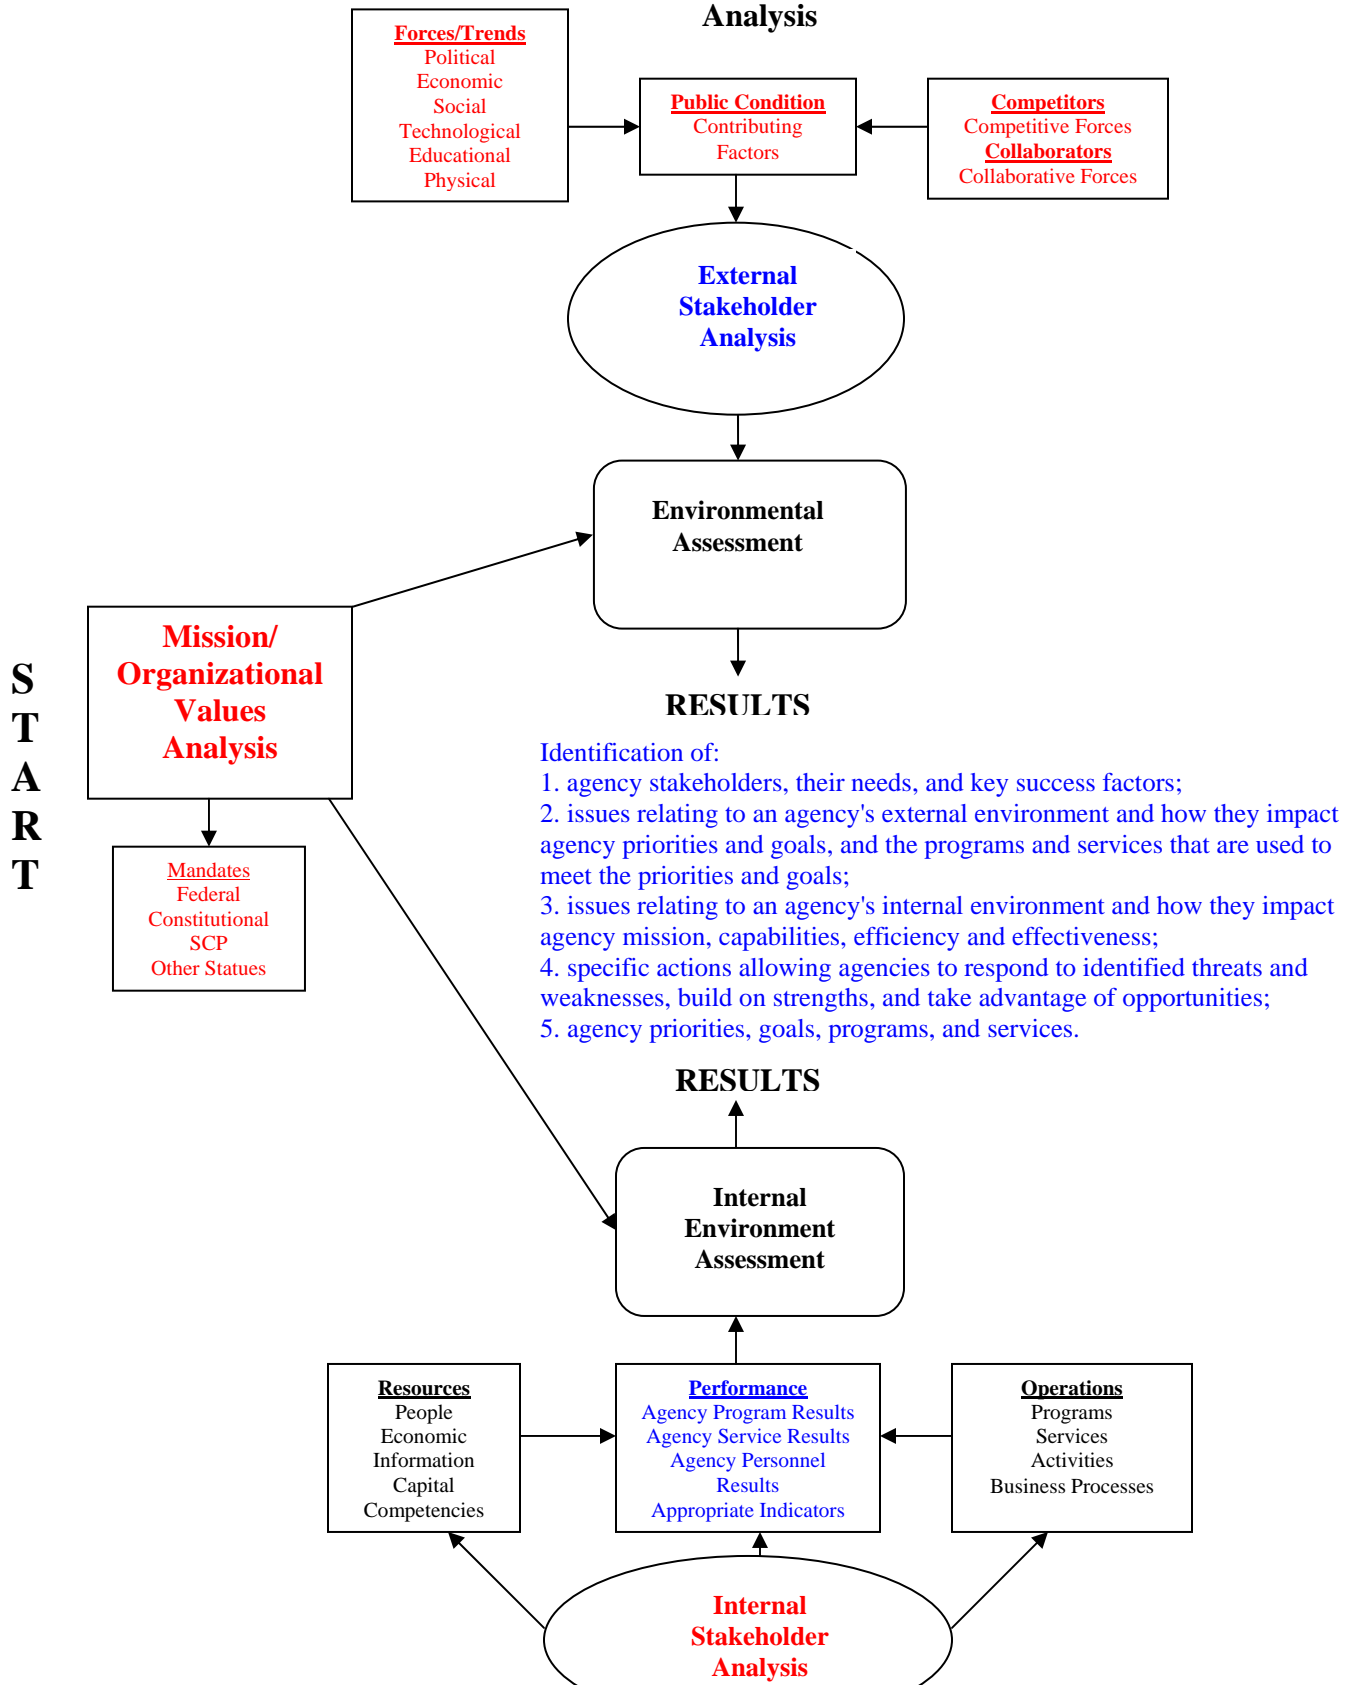 Analysis
Forces/Trends
Political
Economic
Social
Technological
Educational
Physical
Public Condition
Contributing
Factors
Competitors
Competitive Forces
Collaborators
Collaborative Forces
External
Stakeholder
Analysis
Environmental
Assessment
S
T
A
R
T
Mission/
Organizational
Values
Analysis
Mandates
Federal
Constitutional
SCP
Other Statues
RESULTS
Identification of:
1. agency stakeholders, their needs, and key success factors;
2. issues relating to an agency's external environment and how they impact
agency priorities and goals, and the programs and services that are used to
meet the priorities and goals;
3. issues relating to an agency's internal environment and how they impact
agency mission, capabilities, efficiency and effectiveness;
4. specific actions allowing agencies to respond to identified threats and
weaknesses, build on strengths, and take advantage of opportunities;
5. agency priorities, goals, programs, and services.
RESULTS
Internal
Environment
Assessment
Resources
People
Economic
Information
Capital
Competencies
Performance
Agency Program Results
Agency Service Results
Agency Personnel
Results
Appropriate Indicators
Operations
Programs
Services
Activities
Business Processes
Internal
Stakeholder
Analysis